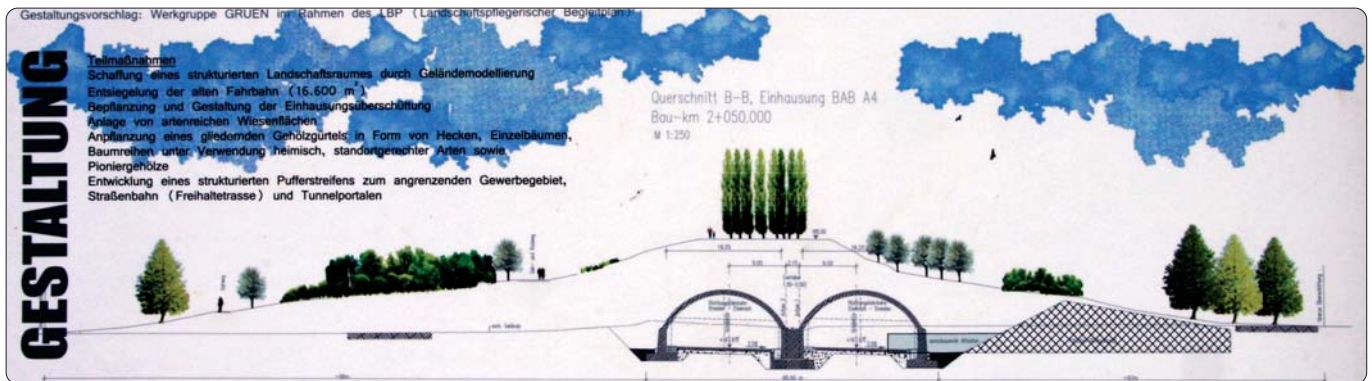 Gestaltungsvorschlag: Werkgruppe GRUEN im Rahmen des LBP (Landschaftspflegerischer Begleitplan)
GESTALTUNG
Teilmaßnahmen
Schaffung eines strukturierten Landschaftsraumes durch Geländemodellierung
Entsiegelung der alten Fahrbahn (16.600 m²)
Bepflanzung und Gestaltung der Einhausungsüberschüttung
Anlage von artenreichen Wiesenflächen
Anpflanzung eines gliedernden Gehölzgürtels in Form von Hecken, Einzelbäumen,
Baumreihen unter Verwendung heimisch, standortgerechter Arten sowie
Pioniergehölze
Entwicklung eines strukturierten Pufferstreifens zum angrenzenden Gewerbegebiet,
Straßenbahn (Freihaltetrasse) und Tunnelportalen
Querschnitt B-B, Einhausung BAB A4
Bau-km 2+050.000
M 1:250